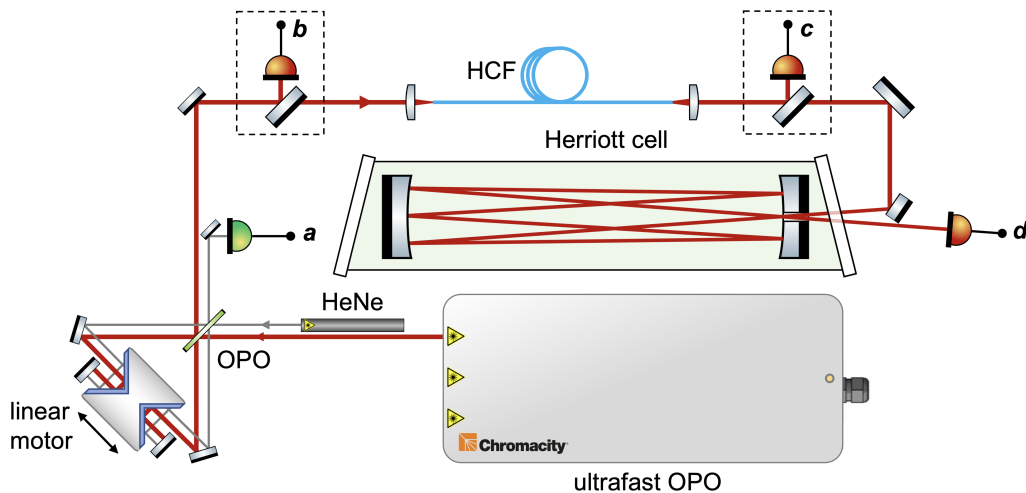 b
c
HCF
Herriott cell
a
d
HeNe
OPO
linear
motor
Chromacity
ultrafast OPO